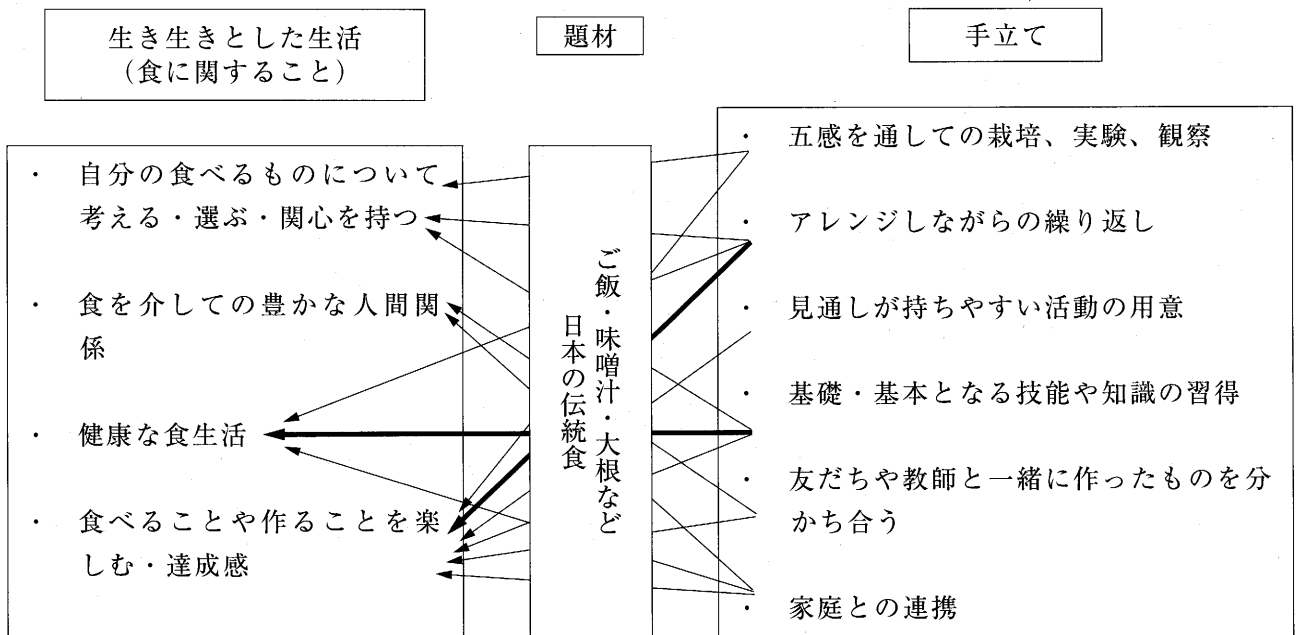 生き生きとした生活
（食に関すること）
題材
手立て
・ 自分の食べるものについて
考える・選ぶ・関心を持つ
・ 食を介しての豊かな人間関
係
・ 健康な食生活
・ 食べることや作ることを楽
しむ・達成感
ご飯・味噌汁・大根など
日本の伝統食
・ 五感を通しての栽培、実験、観察
・ アレンジしながらの繰り返し
・ 見通しが持ちやすい活動の用意
・ 基礎・基本となる技能や知識の習得
・ 友だちや教師と一緒に作ったものを分
かち合う
・ 家庭との連携